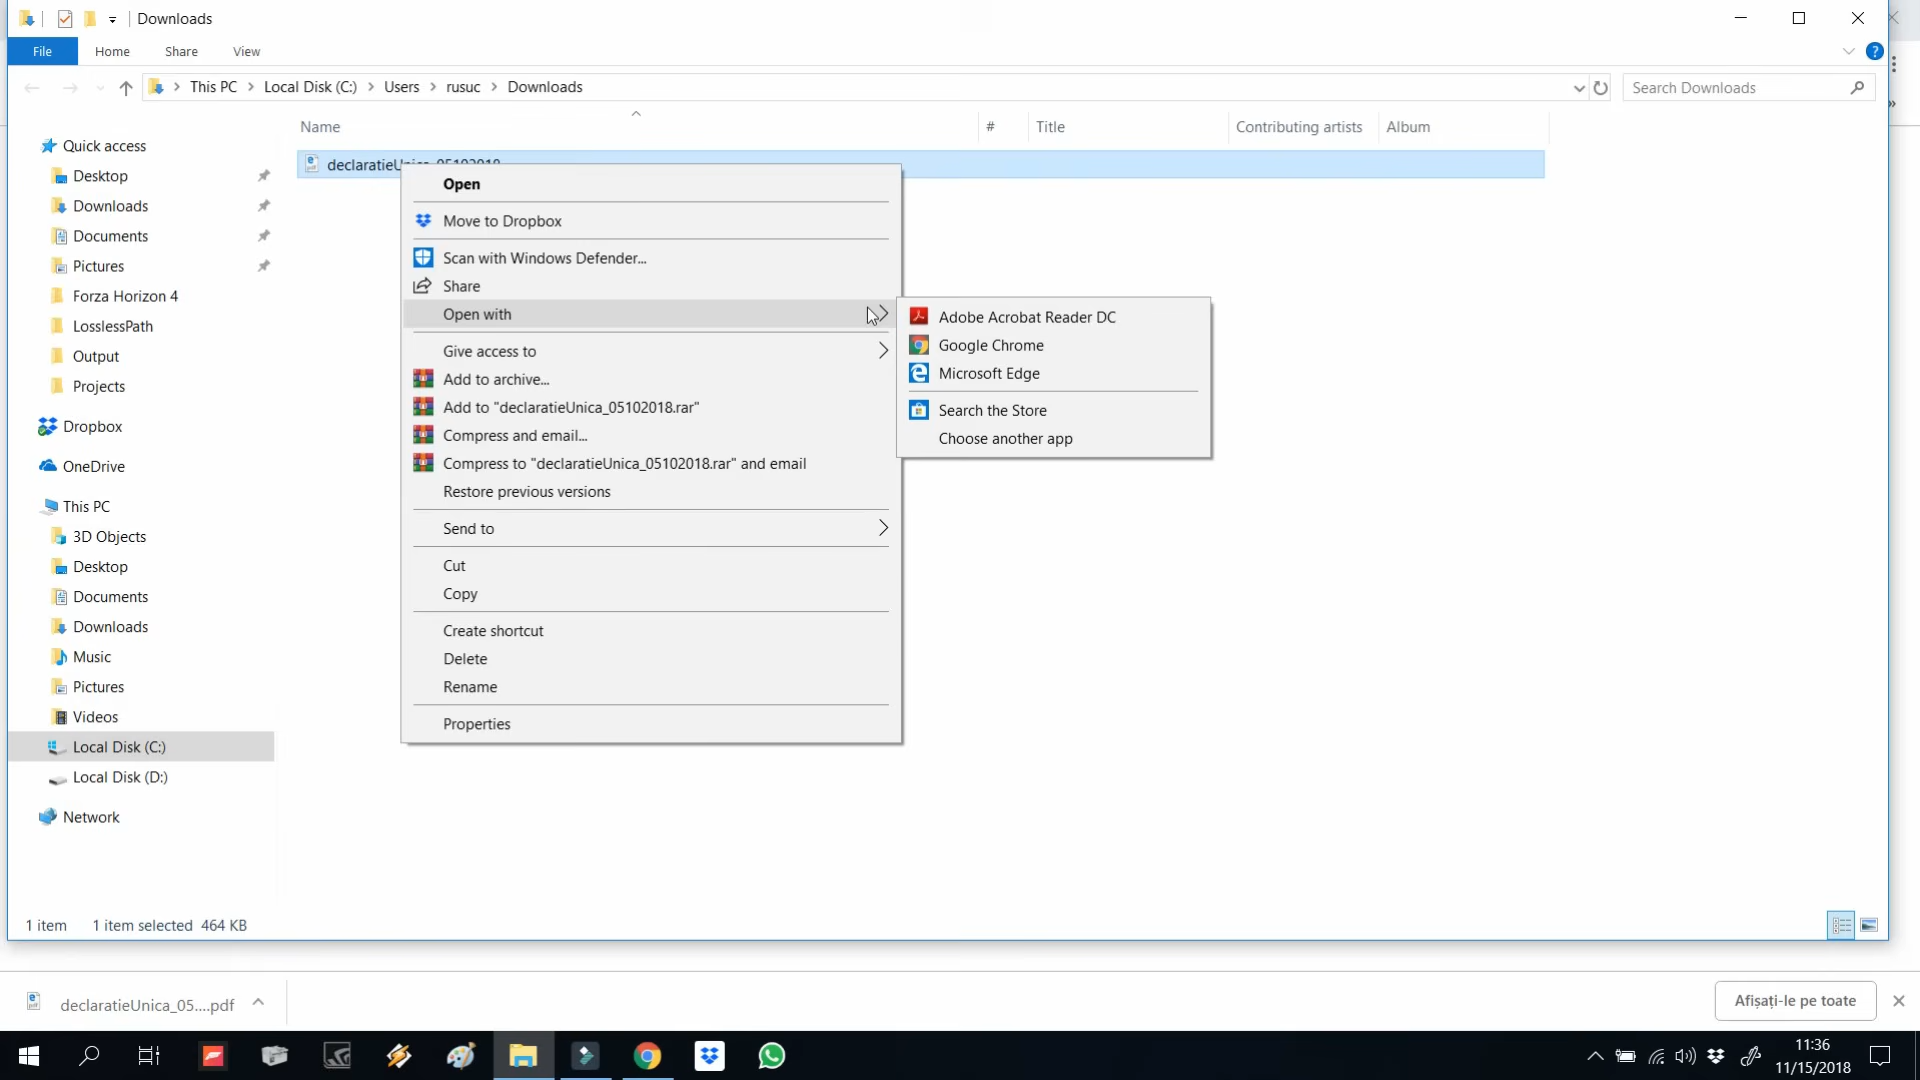 Downloads
File
Home
Share
View
This PC
Local Disk (C:)
Users
rusuc
Downloads
Search Downloads
Name
#
Title
Contributing artists
Album
Quick access
Desktop
Downloads
Documents
Pictures
Forza Horizon 4
LosslessPath
Output
Projects
Dropbox
OneDrive
This PC
3D Objects
Desktop
Documents
Downloads
Music
Pictures
Videos
Local Disk (C:)
Local Disk (D:)
Network
declaratieUnica_05102018
Open
Move to Dropbox
Scan with Windows Defender...
Share
Open with
Give access to
Add to archive...
Add to "declaratieUnica_05102018.rar"
Compress and email...
Compress to "declaratieUnica_05102018.rar" and email
Restore previous versions
Send to
Cut
Copy
Create shortcut
Delete
Rename
Properties
Adobe Acrobat Reader DC
Google Chrome
Microsoft Edge
Search the Store
Choose another app
1 item
1 item selected 464 KB
declaratieUnica_05....pdf
Afișați-le pe toate
11:36
11/15/2018